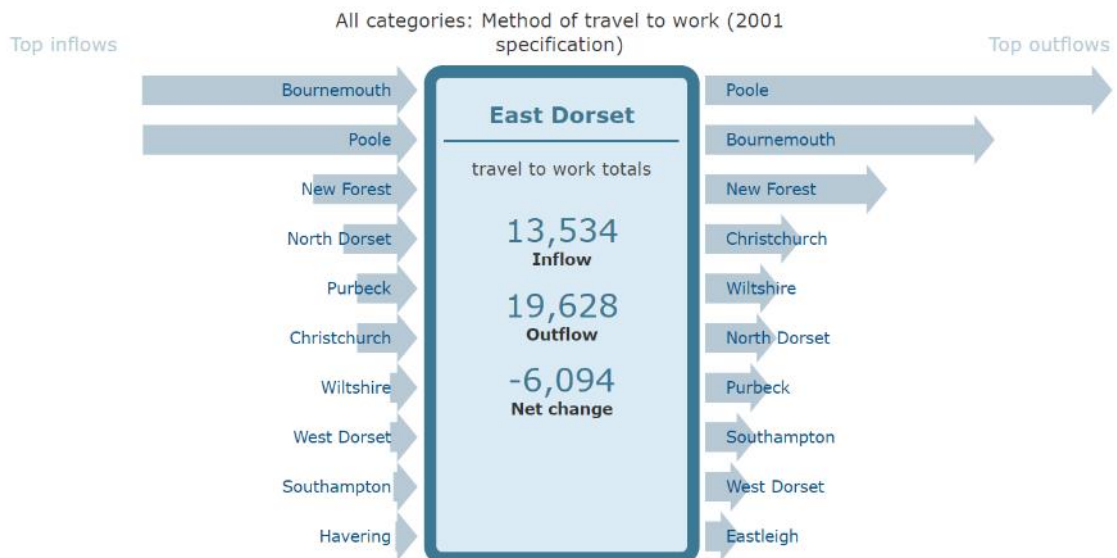 All categories: Method of travel to work (2001
specification)
Top inflows
Top outflows
Bournemouth
Poole
New Forest
North Dorset
Purbeck
Christchurch
Wiltshire
West Dorset
Southampton
Havering
East Dorset
travel to work totals
13,534
Inflow
19,628
Outflow
-6,094
Net change
Poole
Bournemouth
New Forest
Christchurch
Wiltshire
North Dorset
Purbeck
Southampton
West Dorset
Eastleigh